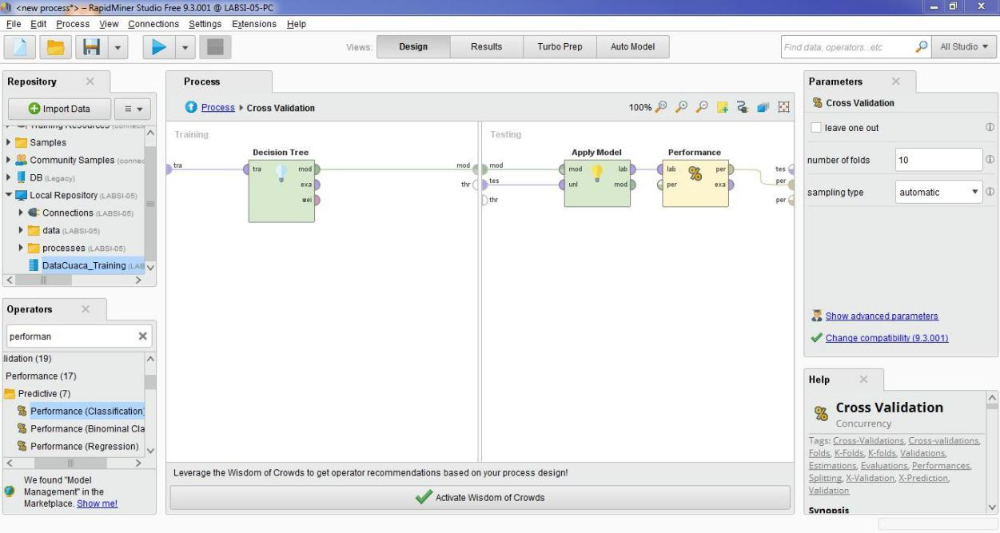 <new process*> – RapidMiner Studio Free 9.3.001 @ LABSI-05-PC
File Edit Process View Connections Settings Extensions Help
Views: Design Results Turbo Prep Auto Model
Find data, operators...etc
All Studio
Repository
Import Data
Training Resources
Samples
Community Samples (connec
DB (Legacy)
Local Repository (LABSI-05)
Connections (LABSI-05)
data (LABSI-05)
processes (LABSI-05)
DataCuaca_Training (LAB
Operators
performan
lidation (19)
Performance (17)
Predictive (7)
Performance (Classification)
Performance (Binominal Cla
Performance (Regression)
We found "Model
Management" in the
Marketplace. Show me!
Process
Process Cross Validation
100%
Training
Decision Tree
tra
tra mod
exa
wei
mod
thr
Testing
mod
tes
thr
Apply Model
mod lab
unl mod
Performance
lab per
per exa
tes
per
per
Leverage the Wisdom of Crowds to get operator recommendations based on your process design!
Activate Wisdom of Crowds
Parameters
Cross Validation
leave one out
number of folds 10
sampling type automatic
Show advanced parameters
Change compatibility (9.3.001)
Help
Cross Validation
Concurrency
Tags: Cross-Validations, Cross-validations,
Folds, K-Folds, K-folds, Validations,
Estimations, Evaluations, Performances,
Splitting, X-Validation, X-Prediction,
Validation
Synopsis